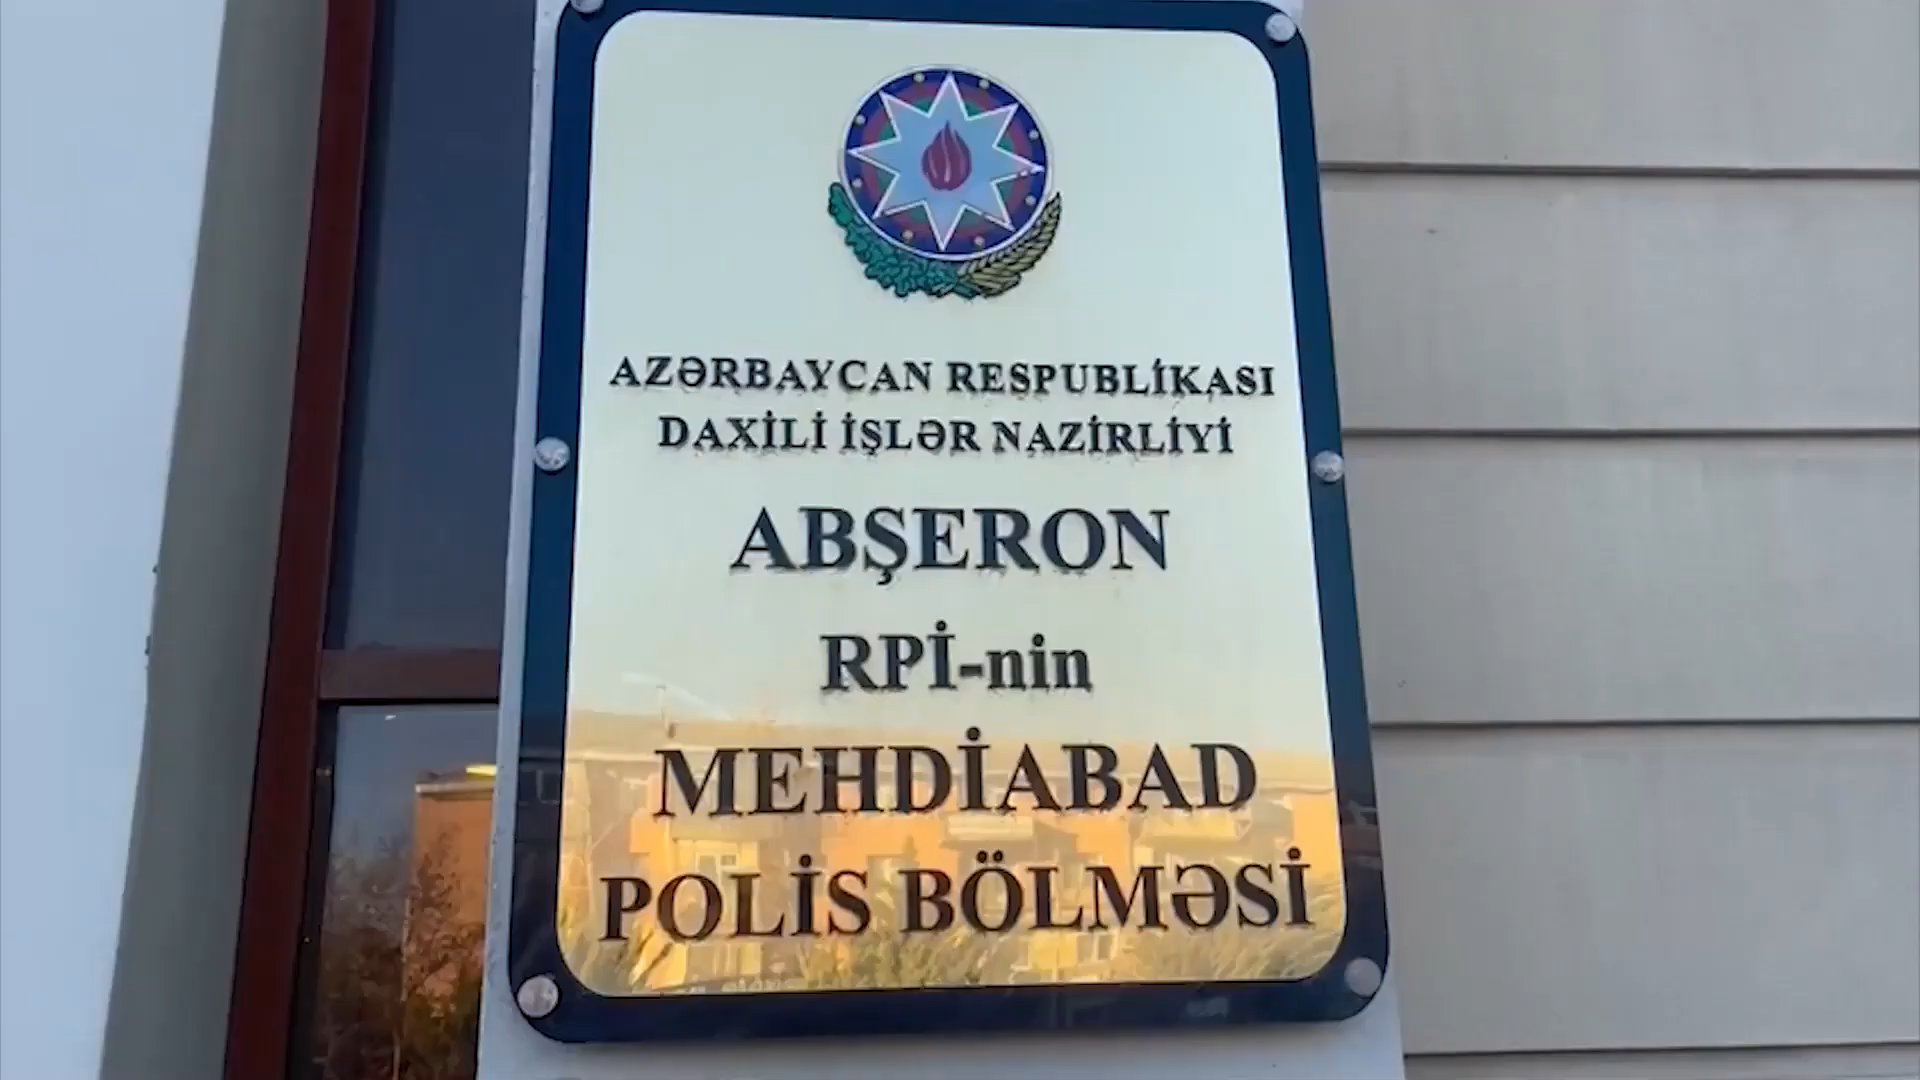 AZƏRBAYCAN RESPUBLİKASI
DAXİLİ İŞLƏR NAZİRLİYİ
ABŞERON
RPİ-nin
MEHDİABAD
POLİS BÖLMƏSİ